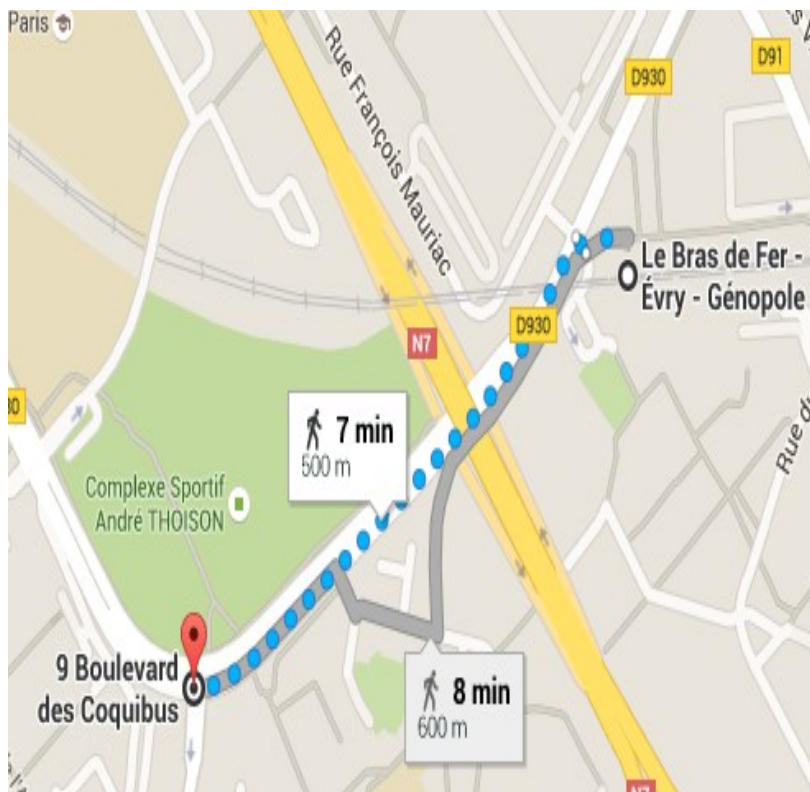 Paris
D91
D930
Rue François Mauriac
Le Bras de Fer -
Évry - Génopole
D930
N7
7 min
500 m
Complexe Sportif
André THOISON
9 Boulevard
des Coquibus
8 min
600 m
N7